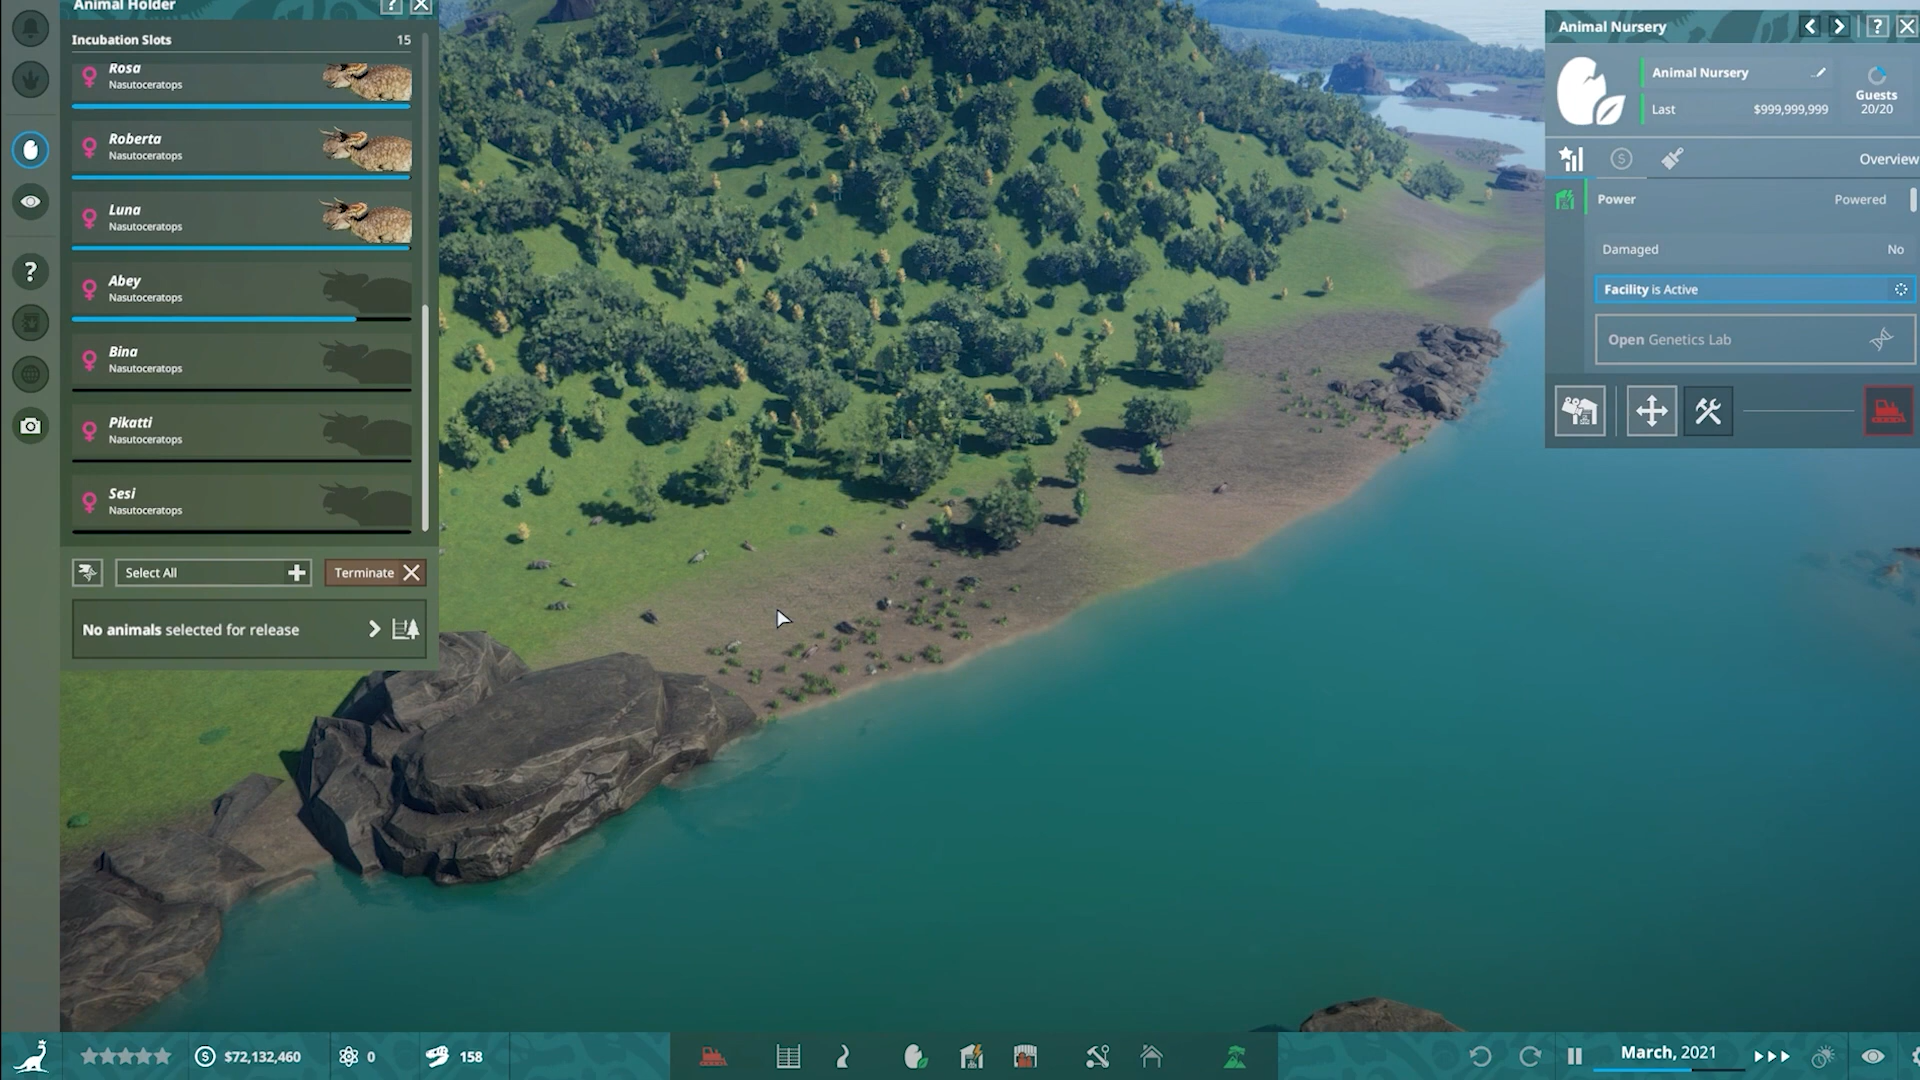 Animal Holder
?
Incubation Slots 15
Rosa
Nasutoceratops
Roberta
Nasutoceratops
Luna
Nasutoceratops
Abey
Nasutoceratops
Bina
Nasutoceratops
Pikatti
Nasutoceratops
Sesi
Nasutoceratops
Select All
Terminate
No animals selected for release
?
Animal Nursery
?
Animal Nursery
Last $999,999,999
Guests
20/20
Overview
Power Powered
Damaged No
Facility is Active
Open Genetics Lab
$72,132,460
0
158
March, 2021